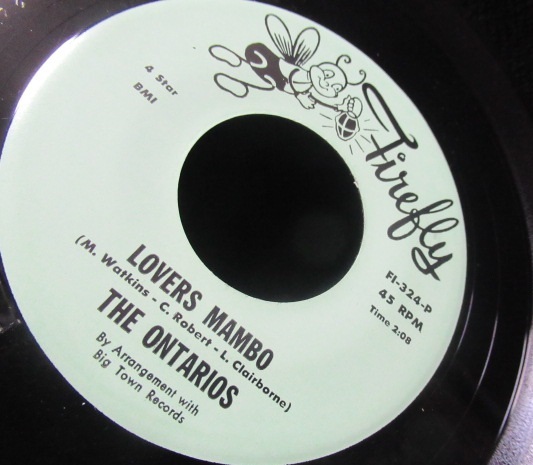 4 Star
BMI
Firefly
FI-324-P
45 RPM
Time 2:08
LOVERS MAMBO
(M. Watkins - C. Robert - L. Clairborne)
THE ONTARIOS
By Arrangement with
Big Town Records